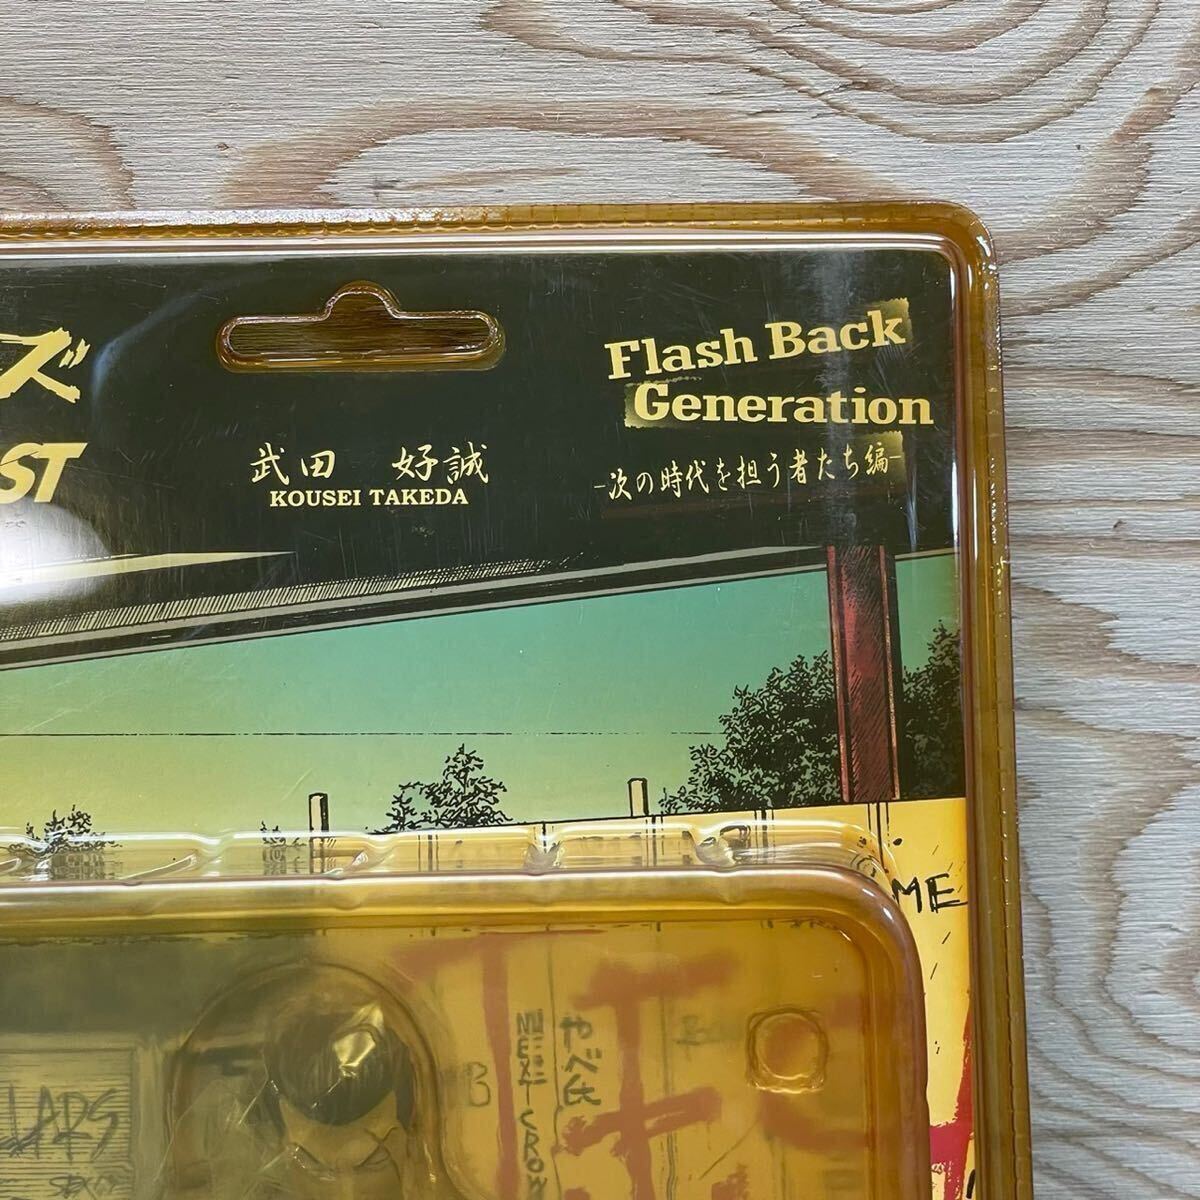 ズ
ST
武田 好誠
KOUSEI TAKEDA
Flash Back
Generation
-次の時代を担う者たち編-
ME
LARS
B
やべ
NEXT CROW